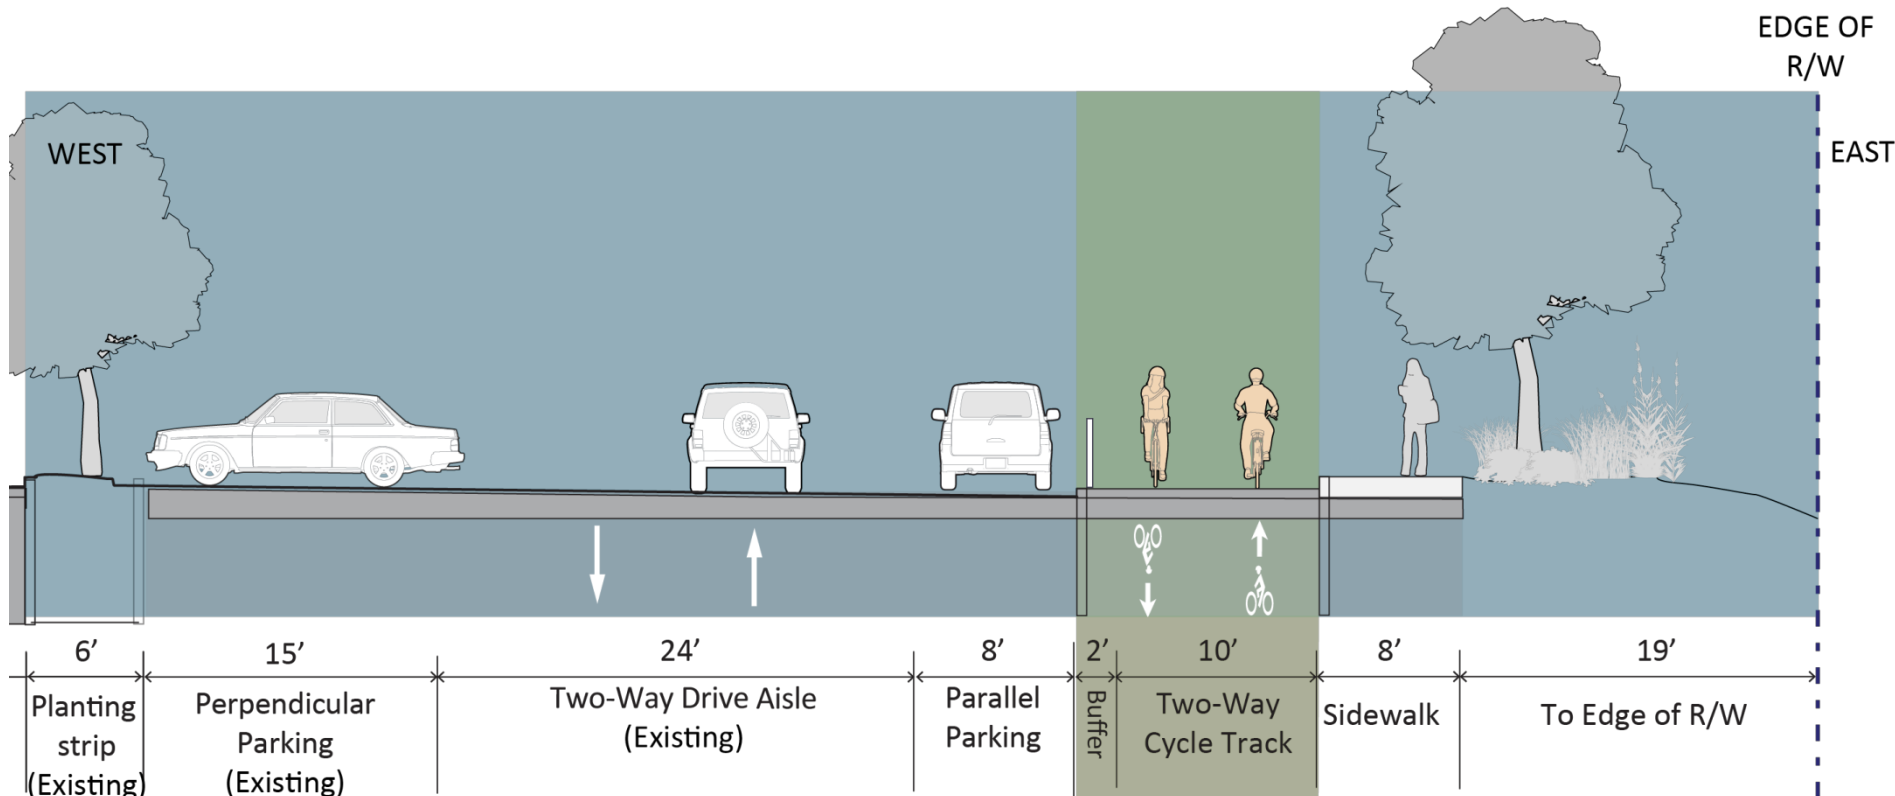 EDGE OF
R/W
WEST
EAST
6’
15’
24’
8’
2’
10’
8’
19’
Planting
strip
(Existing)
Perpendicular
Parking
(Existing)
Two-Way Drive Aisle
(Existing)
Parallel
Parking
Buffer
Two-Way
Cycle Track
Sidewalk
To Edge of R/W